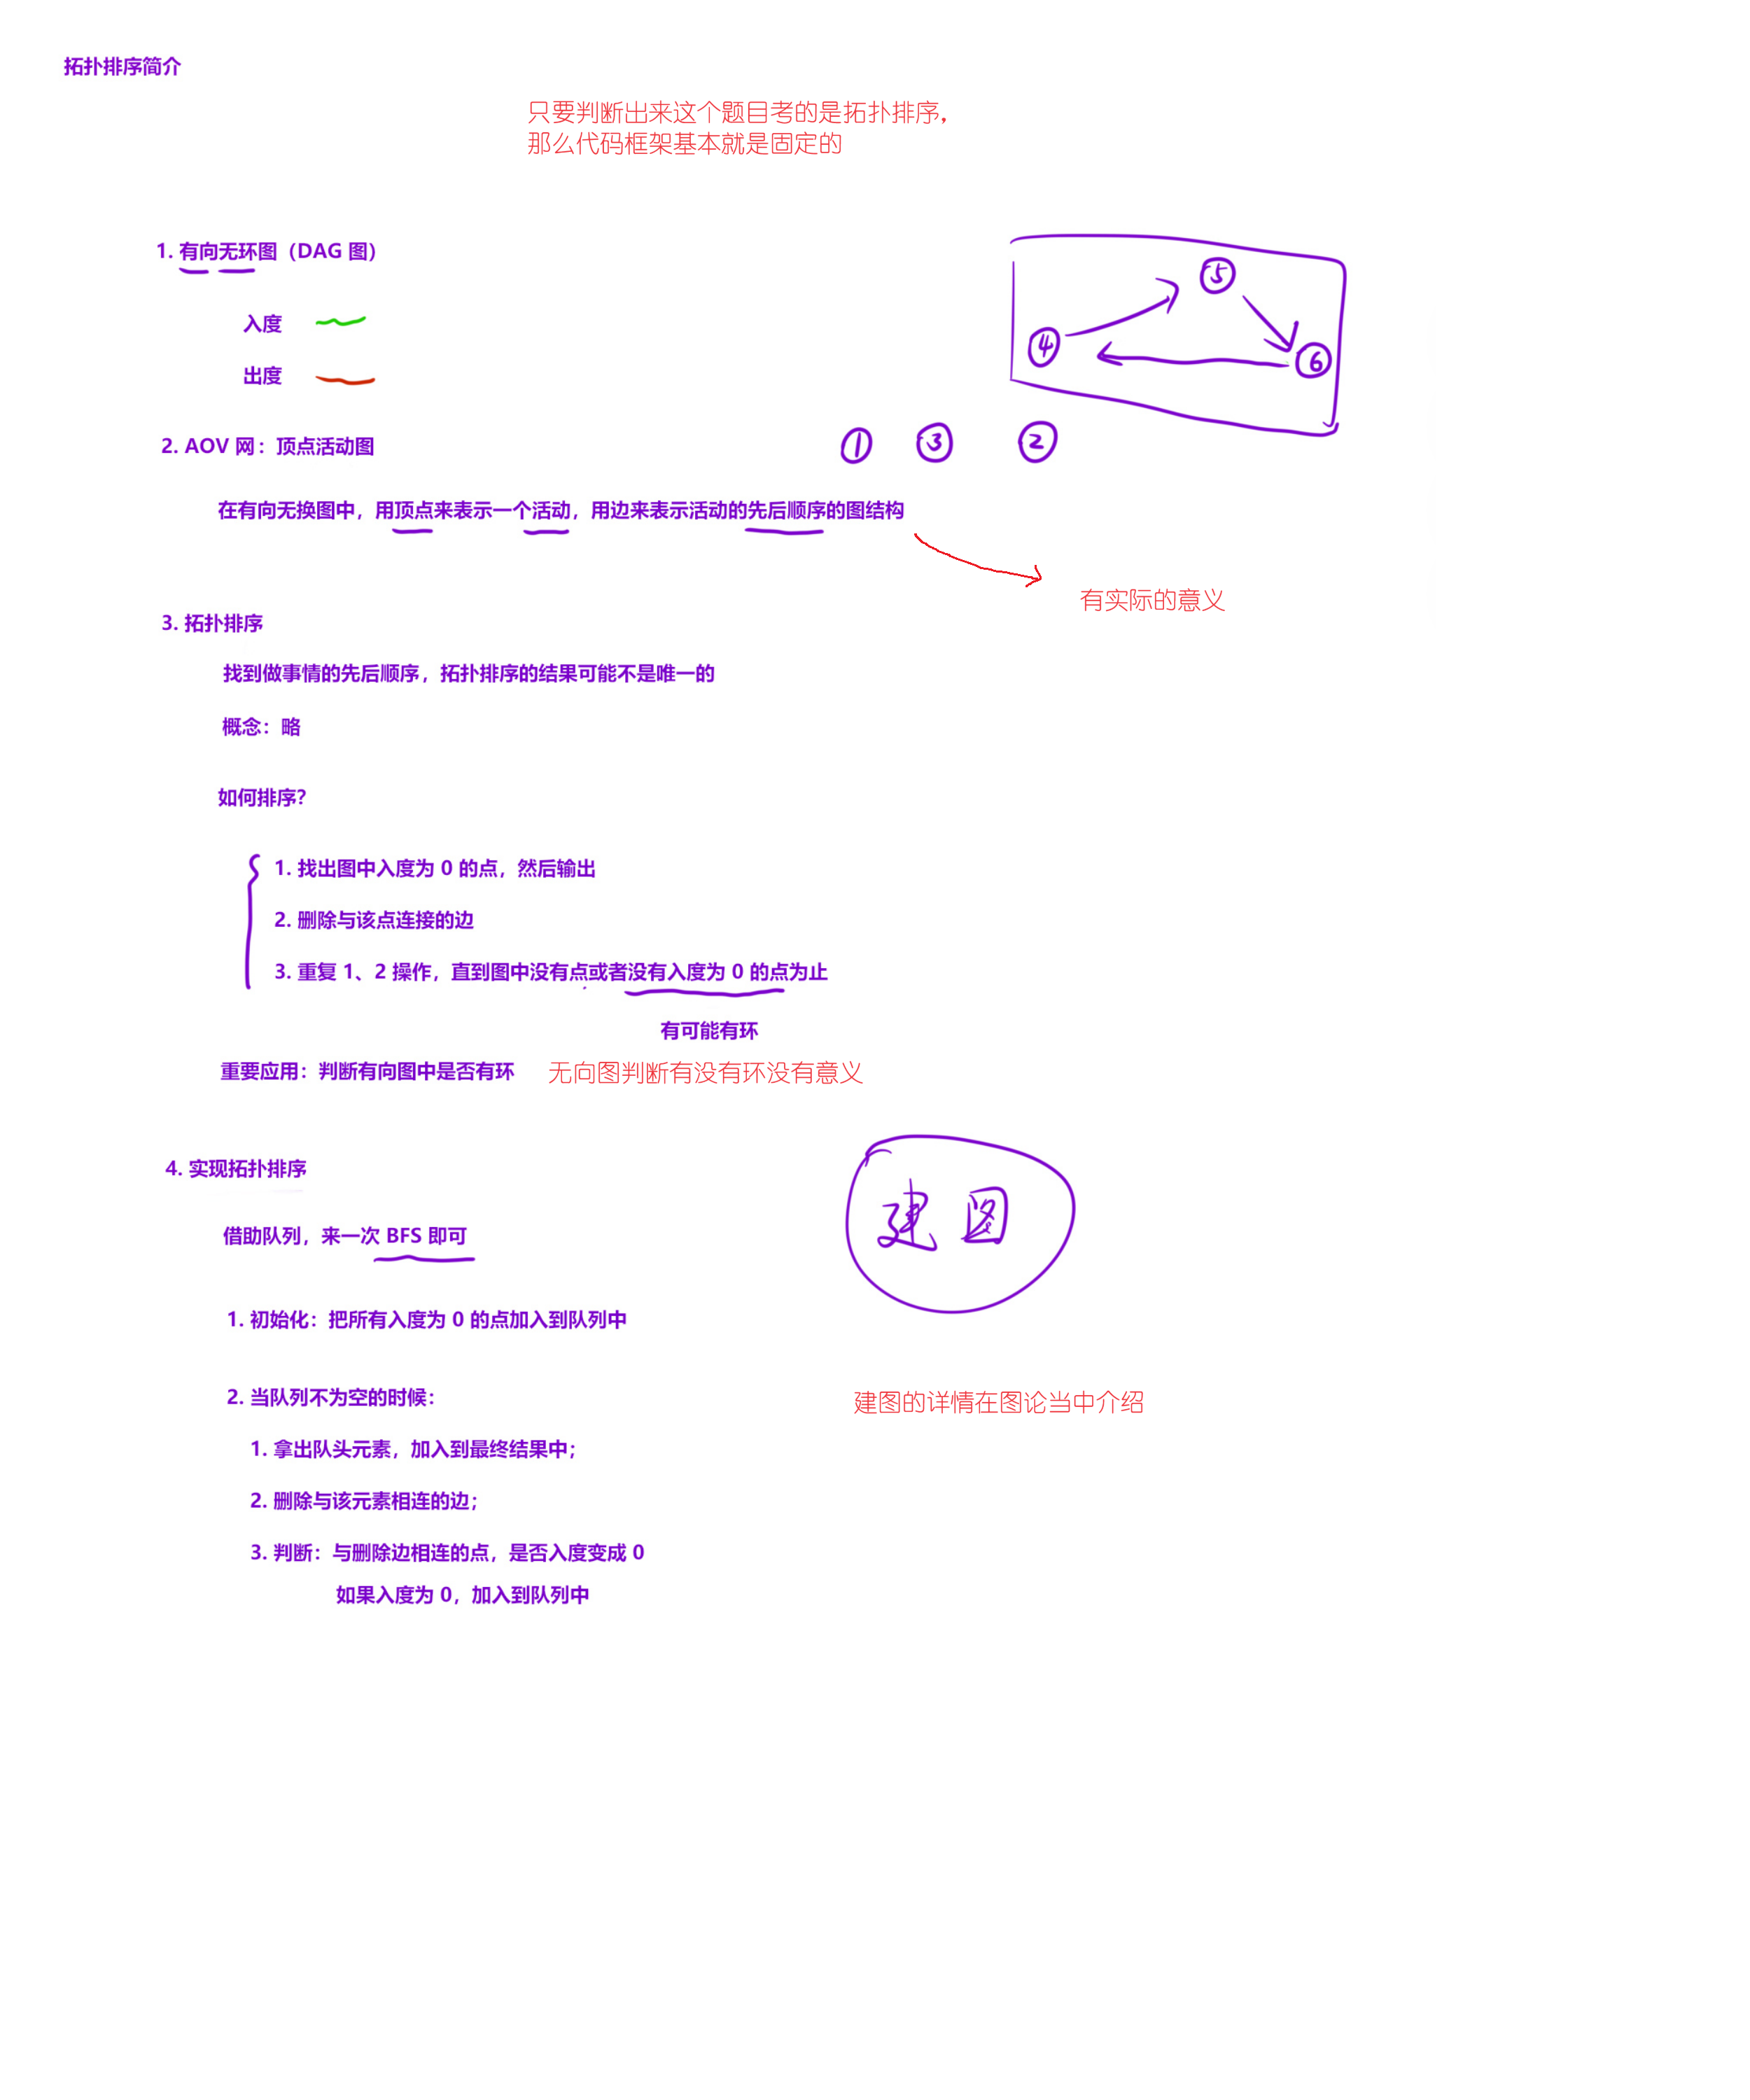 拓扑排序简介
只要判断出来这个题目考的是拓扑排序，
那么代码框架基本就是固定的
1. 有向无环图（DAG 图）
⑤
入度
④
⑥
出度
2. AOV 网：顶点活动图
① ③ ②
在有向无换图中，用顶点来表示一个活动，用边来表示活动的先后顺序的图结构
有实际的意义
3. 拓扑排序
找到做事情的先后顺序，拓扑排序的结果可能不是唯一的
概念：略
如何排序？
1. 找出图中入度为 0 的点，然后输出
2. 删除与该点连接的边
3. 重复 1、2 操作，直到图中没有点或者没有入度为 0 的点为止
有可能有环
重要应用：判断有向图中是否有环 无向图判断有没有环没有意义
4. 实现拓扑排序
建图
借助队列，来一次 BFS 即可
1. 初始化：把所有入度为 0 的点加入到队列中
2. 当队列不为空的时候：
建图的详情在图论当中介绍
1. 拿出队头元素，加入到最终结果中；
2. 删除与该元素相连的边；
3. 判断：与删除边相连的点，是否入度变成 0
如果入度为 0，加入到队列中